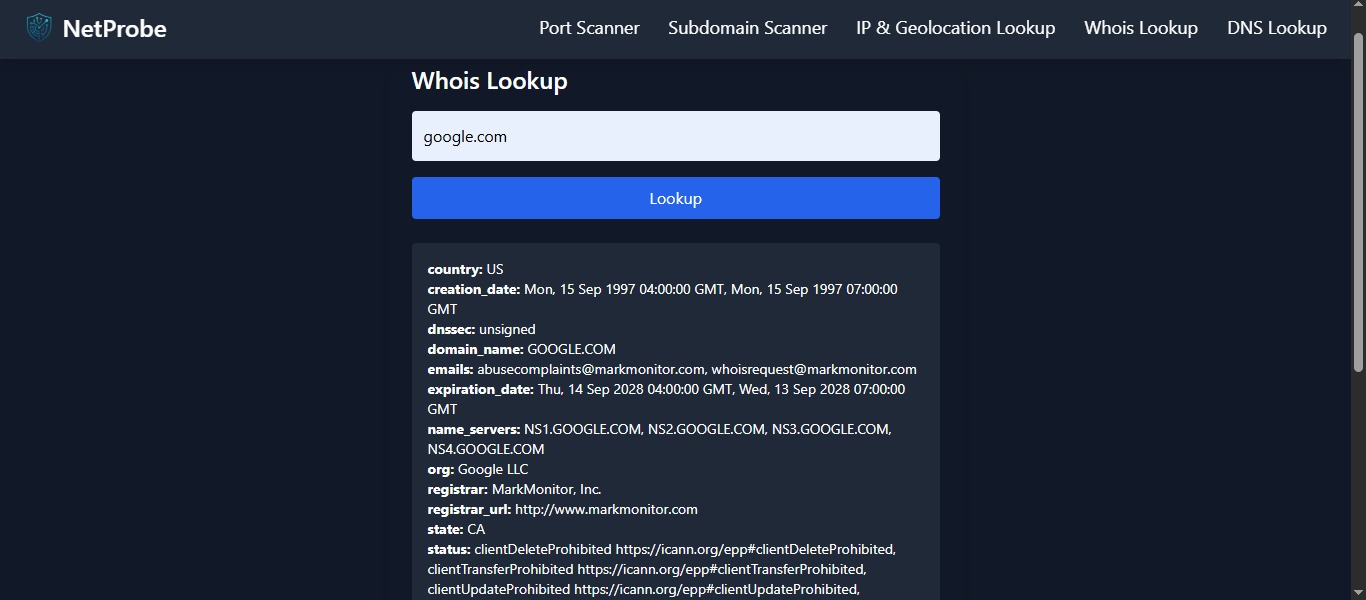 NetProbe
Port Scanner
Subdomain Scanner
IP & Geolocation Lookup
Whois Lookup
DNS Lookup
Whois Lookup
google.com
Lookup
country: US
creation_date: Mon, 15 Sep 1997 04:00:00 GMT, Mon, 15 Sep 1997 07:00:00
GMT
dnssec: unsigned
domain_name: GOOGLE.COM
emails: abusecomplaints@markmonitor.com, whoisrequest@markmonitor.com
expiration_date: Thu, 14 Sep 2028 04:00:00 GMT, Wed, 13 Sep 2028 07:00:00
GMT
name_servers: NS1.GOOGLE.COM, NS2.GOOGLE.COM, NS3.GOOGLE.COM,
NS4.GOOGLE.COM
org: Google LLC
registrar: MarkMonitor, Inc.
registrar_url: http://www.markmonitor.com
state: CA
status: clientDeleteProhibited https://icann.org/epp#clientDeleteProhibited,
clientTransferProhibited https://icann.org/epp#clientTransferProhibited,
clientUpdateProhibited https://icann.org/epp#clientUpdateProhibited,